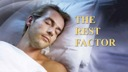 THE
REST
FACTOR